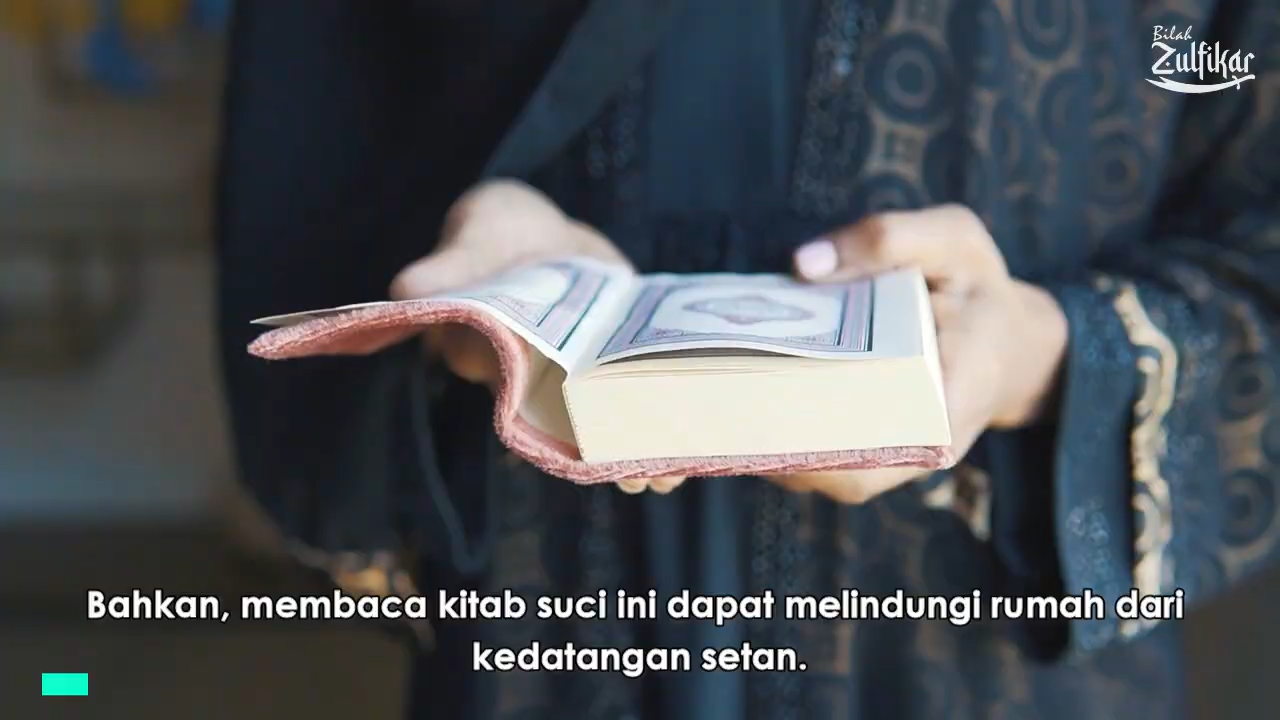 Bilah
Zulfikar
Bahkan, membaca kitab suci ini dapat melindungi rumah dari
kedatangan setan.